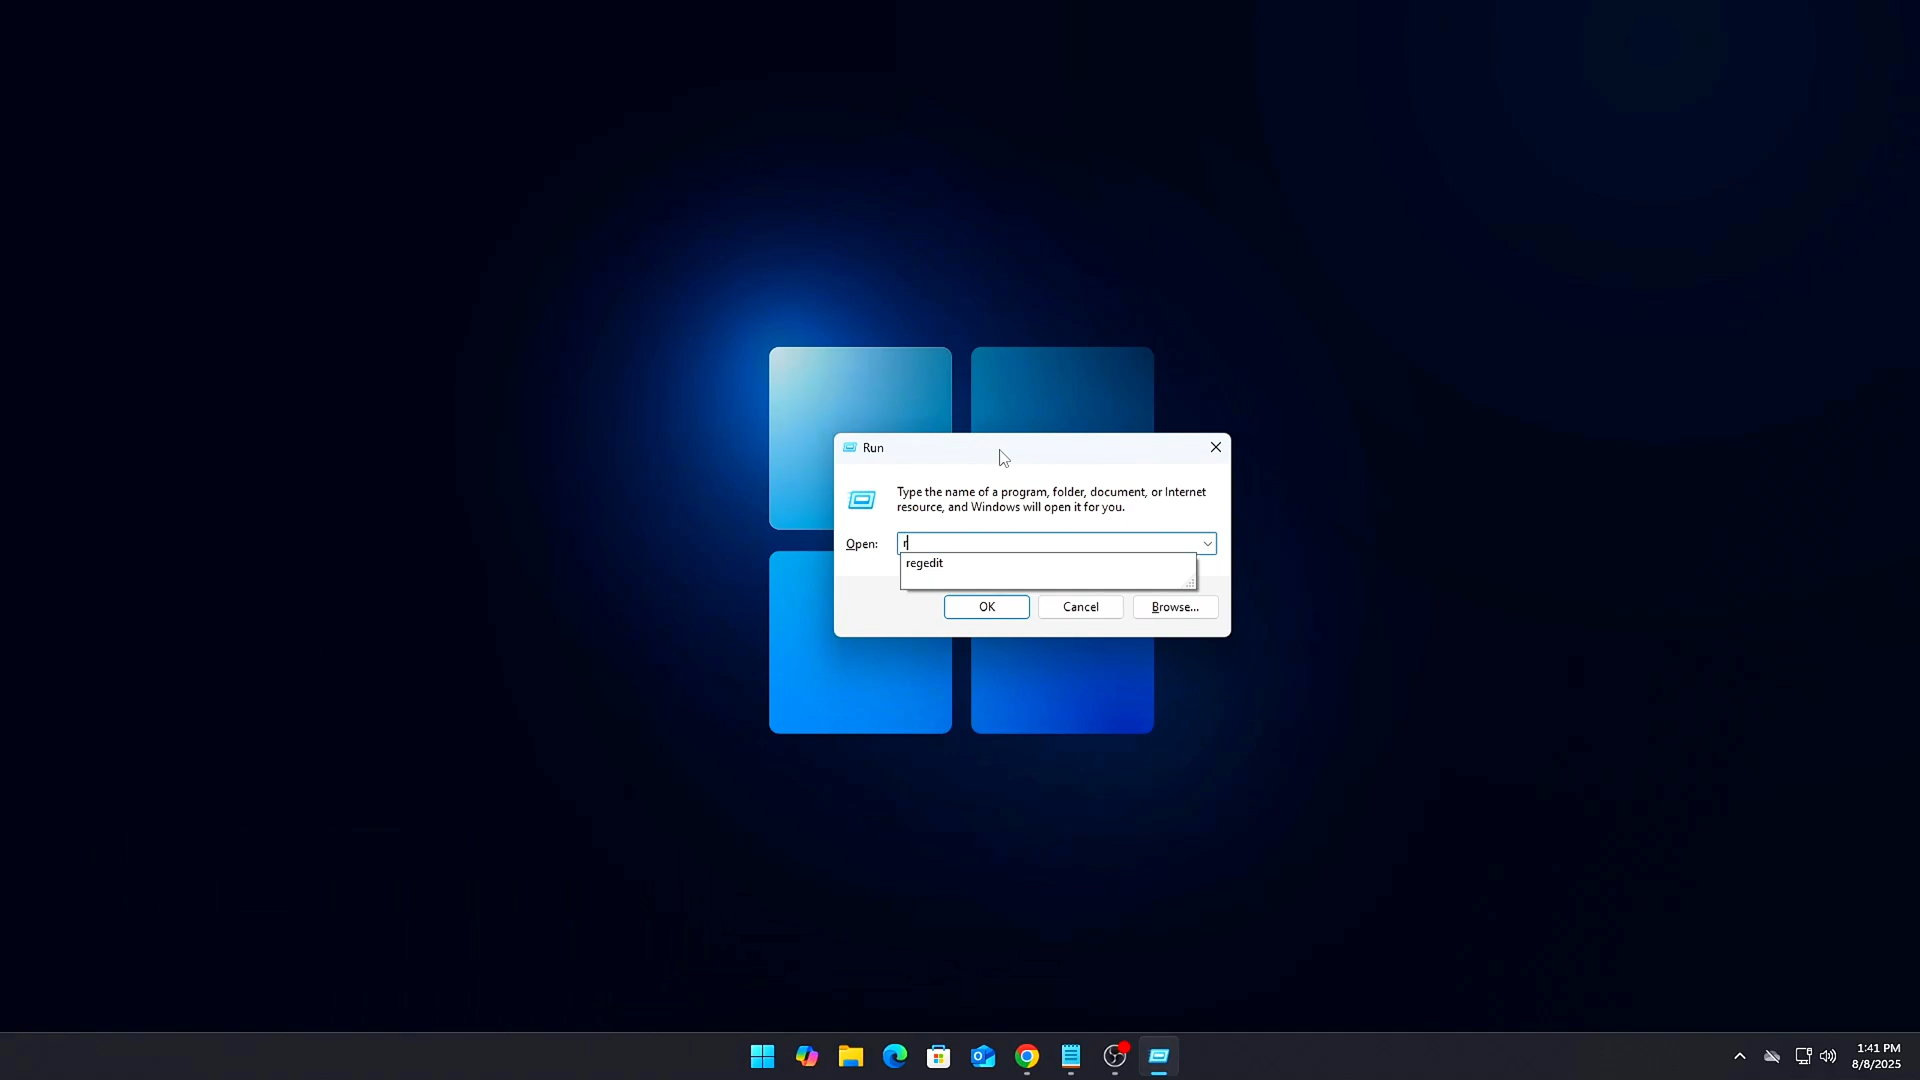 Run
Type the name of a program, folder, document, or Internet
resource, and Windows will open it for you.
Open: r
regedit
OK Cancel Browse...
1:41 PM
8/8/2025